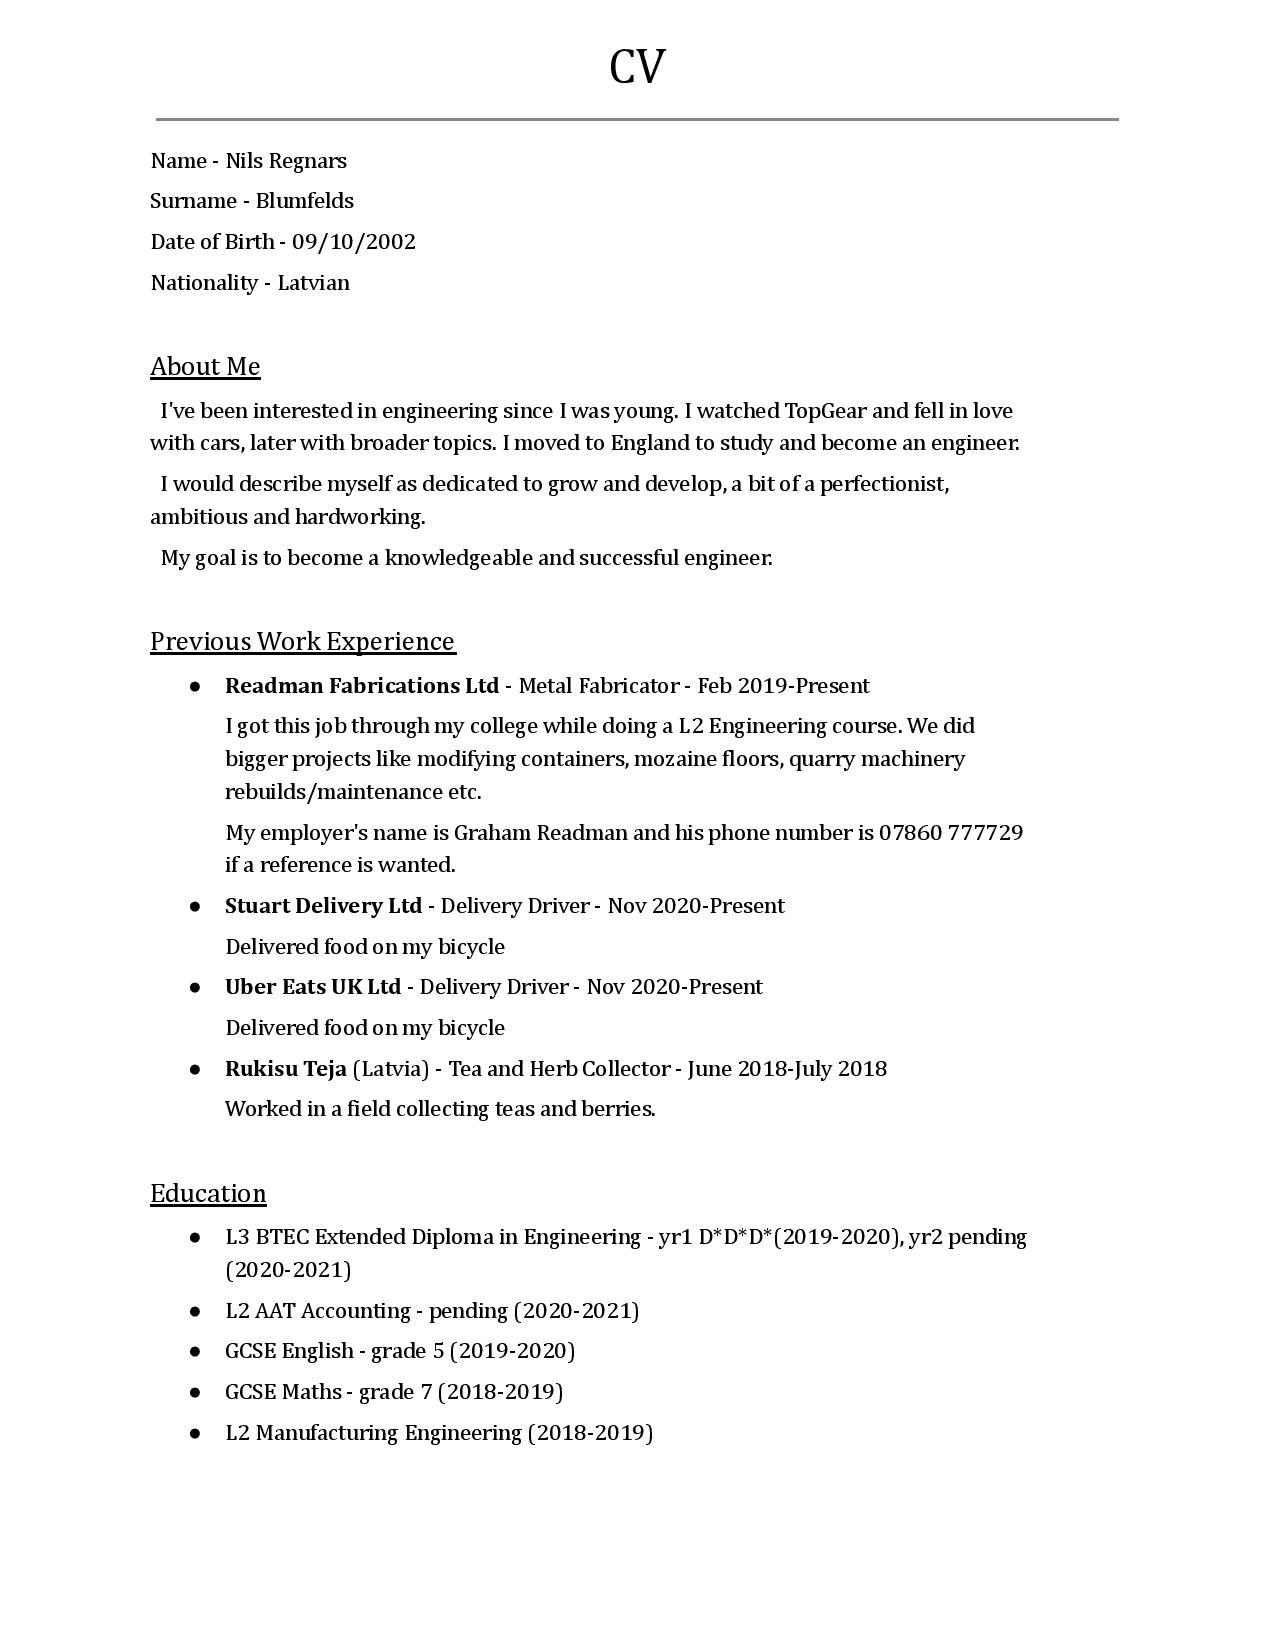 CV
Name - Nils Regnars
Surname - Blumfelds
Date of Birth - 09/10/2002
Nationality - Latvian
About Me
I've been interested in engineering since I was young. I watched TopGear and fell in love
with cars, later with broader topics. I moved to England to study and become an engineer.
I would describe myself as dedicated to grow and develop, a bit of a perfectionist,
ambitious and hardworking.
My goal is to become a knowledgeable and successful engineer.
Previous Work Experience
● Readman Fabrications Ltd - Metal Fabricator - Feb 2019-Present
I got this job through my college while doing a L2 Engineering course. We did
bigger projects like modifying containers, mozaine floors, quarry machinery
rebuilds/maintenance etc.
My employer's name is Graham Readman and his phone number is 07860 777729
if a reference is wanted.
● Stuart Delivery Ltd - Delivery Driver - Nov 2020-Present
Delivered food on my bicycle
● Uber Eats UK Ltd - Delivery Driver - Nov 2020-Present
Delivered food on my bicycle
● Rukisu Teja (Latvia) - Tea and Herb Collector - June 2018-July 2018
Worked in a field collecting teas and berries.
Education
● L3 BTEC Extended Diploma in Engineering - yr1 D*D*D*(2019-2020), yr2 pending
(2020-2021)
● L2 AAT Accounting - pending (2020-2021)
● GCSE English - grade 5 (2019-2020)
● GCSE Maths - grade 7 (2018-2019)
● L2 Manufacturing Engineering (2018-2019)